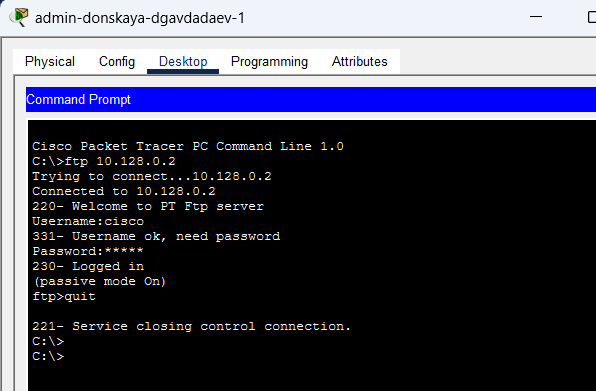 admin-donskaya-dgavdadaev-1
Physical Config Desktop Programming Attributes
Command Prompt
Cisco Packet Tracer PC Command Line 1.0
C:\>ftp 10.128.0.2
Trying to connect...10.128.0.2
Connected to 10.128.0.2
220- Welcome to PT Ftp server
Username:cisco
331- Username ok, need password
Password:*****
230- Logged in
(passive mode On)
ftp>quit
221- Service closing control connection.
C:\>
C:\>